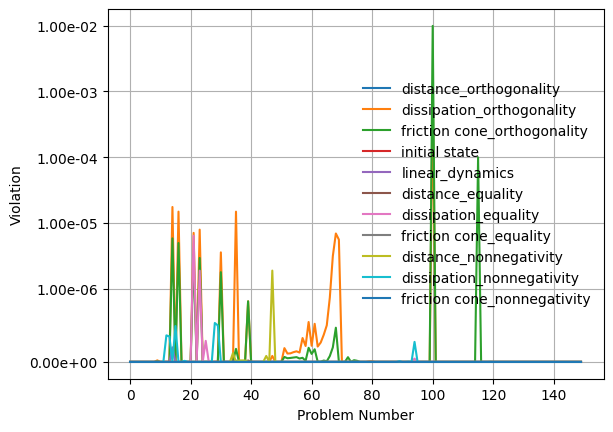 1.00e-02
1.00e-03
1.00e-04
1.00e-05
1.00e-06
0.00e+00
Violation
distance_orthogonality
dissipation_orthogonality
friction cone_orthogonality
initial state
linear_dynamics
distance_equality
dissipation_equality
friction cone_equality
distance_nonnegativity
dissipation_nonnegativity
friction cone_nonnegativity
0 20 40 60 80 100 120 140
Problem Number